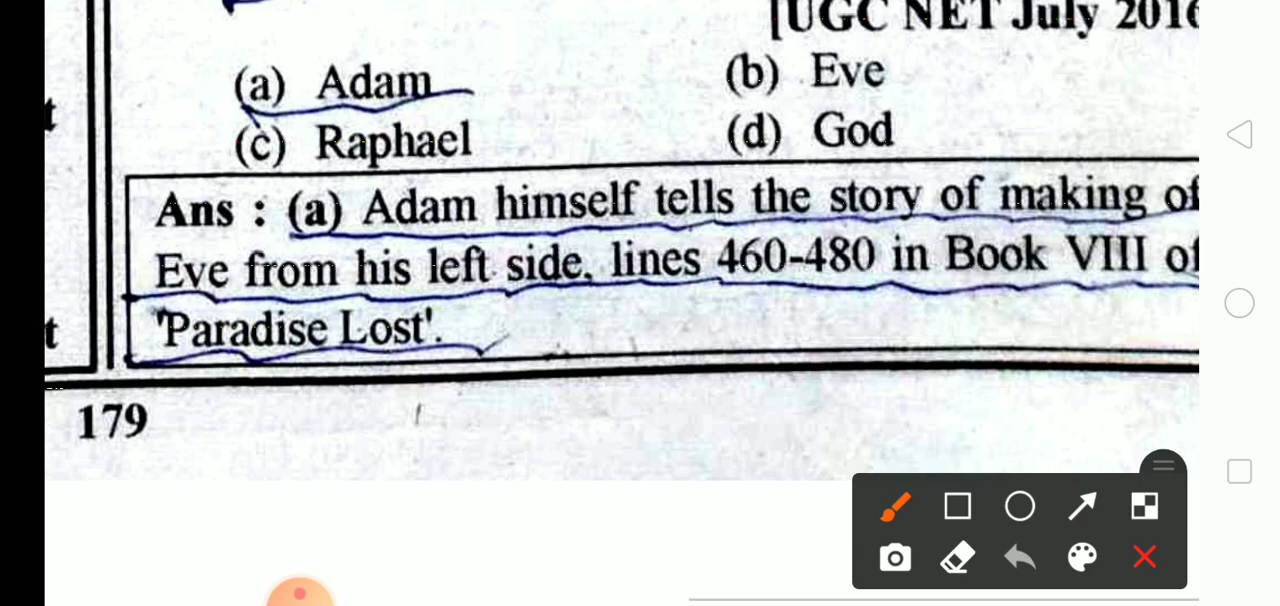 [UGC NET July 2016
(a) Adam (b) Eve
(c) Raphael (d) God
Ans : (a) Adam himself tells the story of making of
Eve from his left side, lines 460-480 in Book VIII of
'Paradise Lost'.
t
t
179